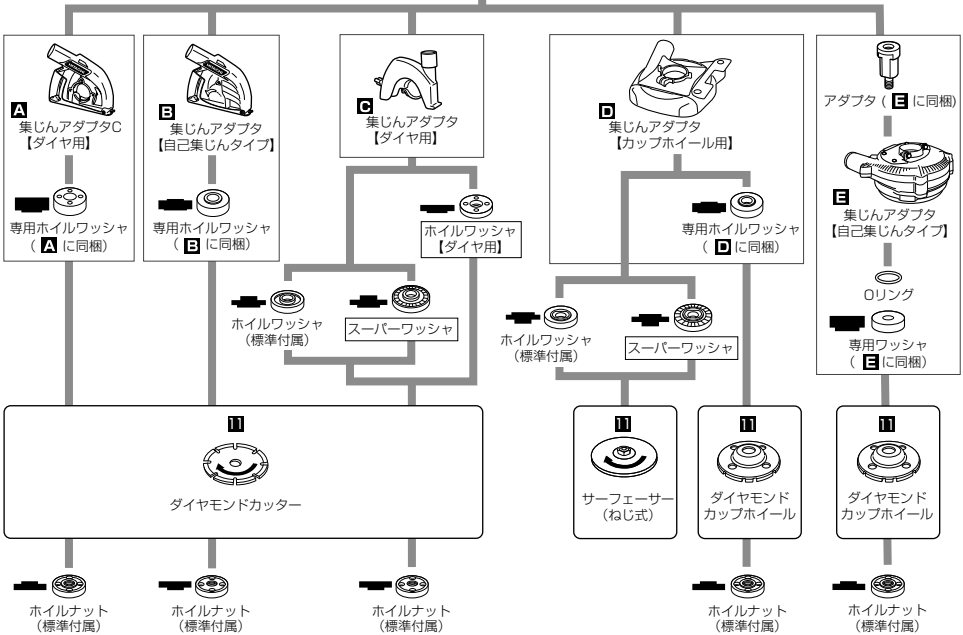 A
集じんアダプタC
【ダイヤ用】
専用ホイルワッシャ
( A に同梱)
B
集じんアダプタ
【自己集じんタイプ】
専用ホイルワッシャ
( B に同梱)
C
集じんアダプタ
【ダイヤ用】
ホイルワッシャ
【ダイヤ用】
ホイルワッシャ
(標準付属)
スーパーワッシャ
D
集じんアダプタ
【カップホイール用】
専用ホイルワッシャ
( D に同梱)
ホイルワッシャ
(標準付属)
スーパーワッシャ
アダプタ ( E に同梱)
E
集じんアダプタ
【自己集じんタイプ】
Oリング
専用ワッシャ
( E に同梱)
11
ダイヤモンドカッター
11
サーフェーサー
(ねじ式)
11
ダイヤモンド
カップホイール
11
ダイヤモンド
カップホイール
ホイルナット
(標準付属)
ホイルナット
(標準付属)
ホイルナット
(標準付属)
ホイルナット
(標準付属)
ホイルナット
(標準付属)